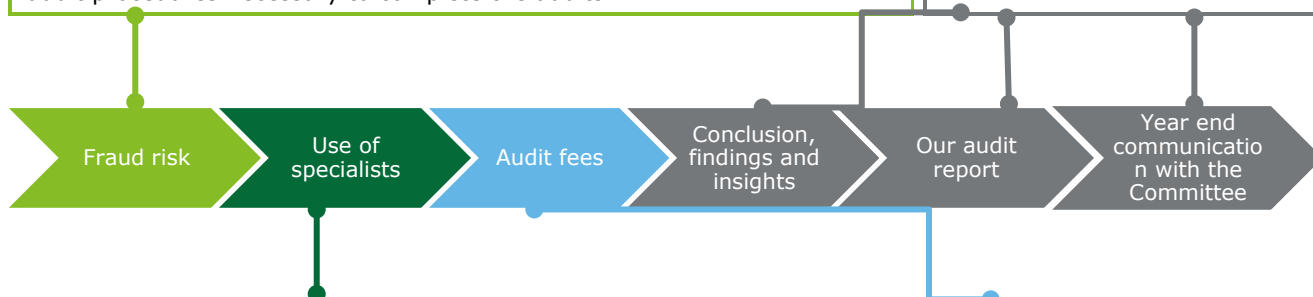 Fraud risk
Use of
specialists
Audit fees
Conclusion,
findings and
insights
Our audit
report
Year end
communicatio
n with the
Committee